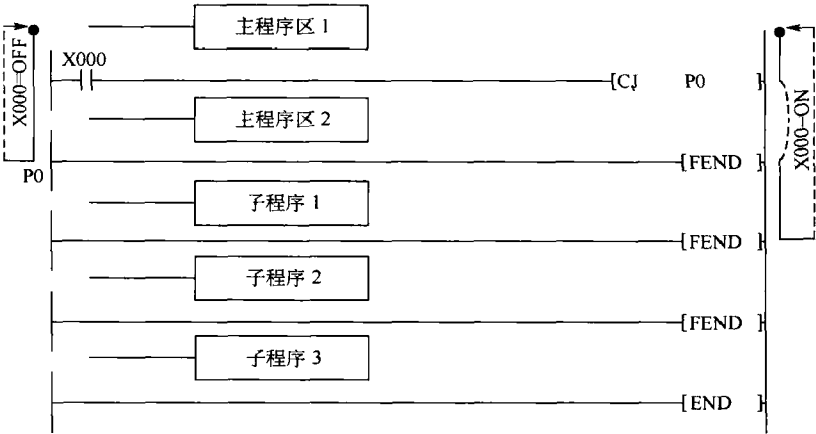 主程序区 1
X000
[CJ P0 ]
主程序区 2
[FEND ]
P0
子程序 1
[FEND ]
子程序 2
[FEND ]
子程序 3
[END ]
X000=OFF
X000=ON